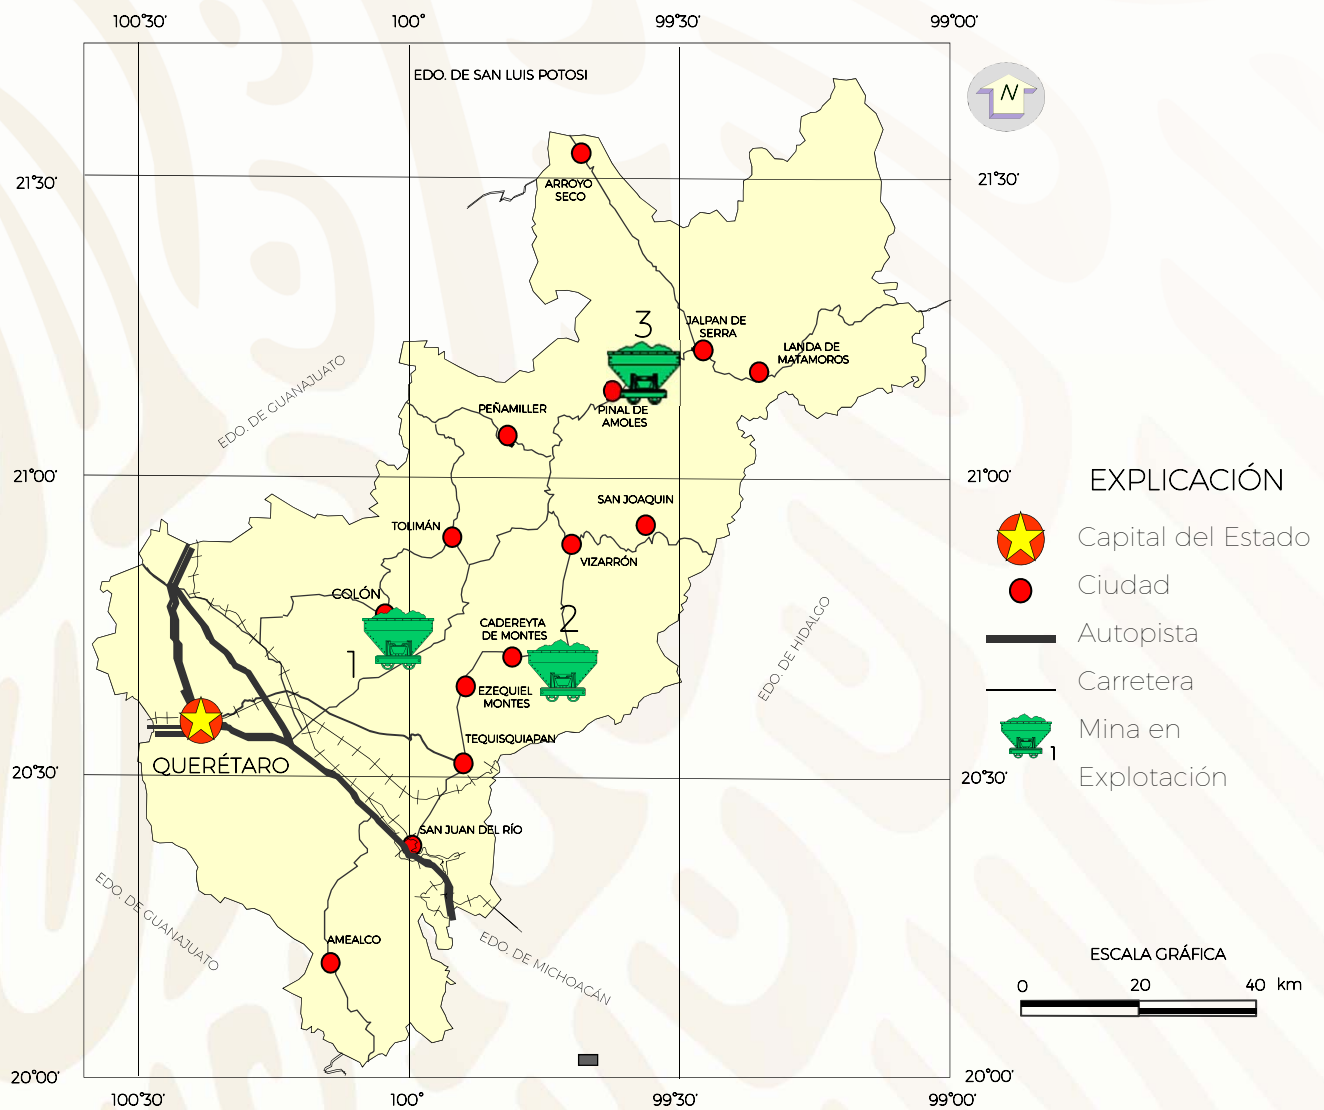 100°30'
100°
99°30'
99°00'
EDO. DE SAN LUIS POTOSI
N
21°30'
21°30'
ARROYO
SECO
3
JALPAN DE
SERRA
LANDA DE
MATAMOROS
EDO. DE GUANAJUATO
PEÑAMILLER
PINAL DE
AMOLES
21°00'
21°00'
EXPLICACIÓN
SAN JOAQUIN
TOLIMÁN
Capital del Estado
VIZARRÓN
Ciudad
COLÓN
2
CADEREYTA
DE MONTES
EDO. DE HIDALGO
Autopista
1
Carretera
EZEQUIEL
MONTES
Mina en
1
TEQUISQUIAPAN
QUERÉTARO
Explotación
20°30'
20°30'
SAN JUAN DEL RÍO
EDO. DE GUANAJUATO
AMEALCO
EDO. DE MICHOACÁN
ESCALA GRÁFICA
0 20 40 km
20°00'
20°00'
100°30'
100°
99°30'
99°00'